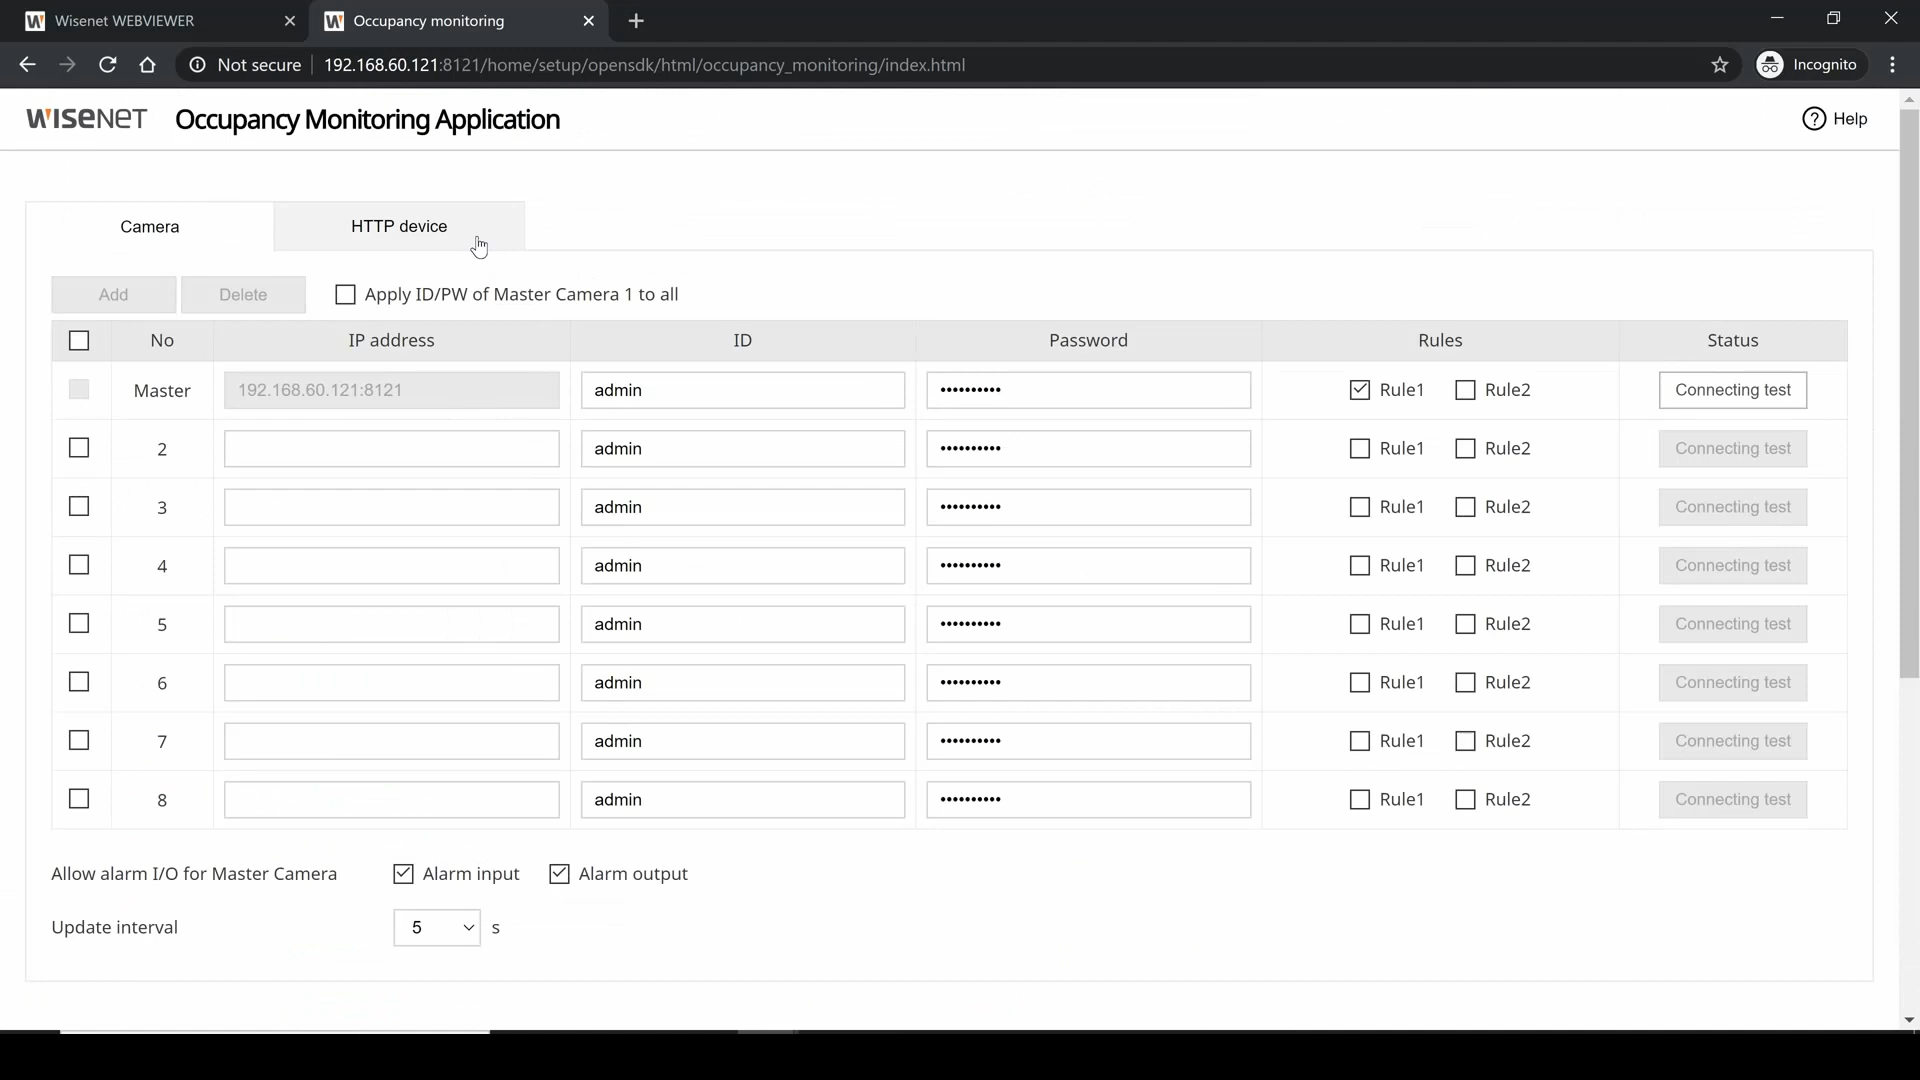 Wisenet WEBVIEWER
Occupancy monitoring
Not secure
192.168.60.121:8121/home/setup/opensdk/html/occupancy_monitoring/index.html
Incognito
WISENET
Occupancy Monitoring Application
Help
Camera
HTTP device
Add
Delete
Apply ID/PW of Master Camera 1 to all
No IP address ID Password Rules Status
Master 192.168.60.121:8121 admin •••••••••• Rule1 Rule2 Connecting test
2 admin •••••••••• Rule1 Rule2 Connecting test
3 admin •••••••••• Rule1 Rule2 Connecting test
4 admin •••••••••• Rule1 Rule2 Connecting test
5 admin •••••••••• Rule1 Rule2 Connecting test
6 admin •••••••••• Rule1 Rule2 Connecting test
7 admin •••••••••• Rule1 Rule2 Connecting test
8 admin •••••••••• Rule1 Rule2 Connecting test
Allow alarm I/O for Master Camera Alarm input Alarm output
Update interval 5 s